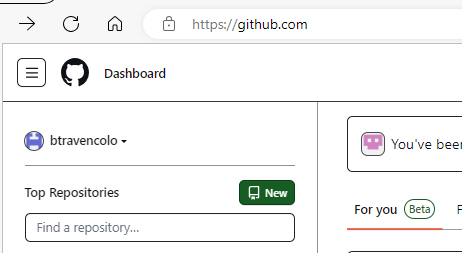 https://github.com
Dashboard
btravencolo
You've been
Top Repositories
New
Find a repository...
For you
Beta
F